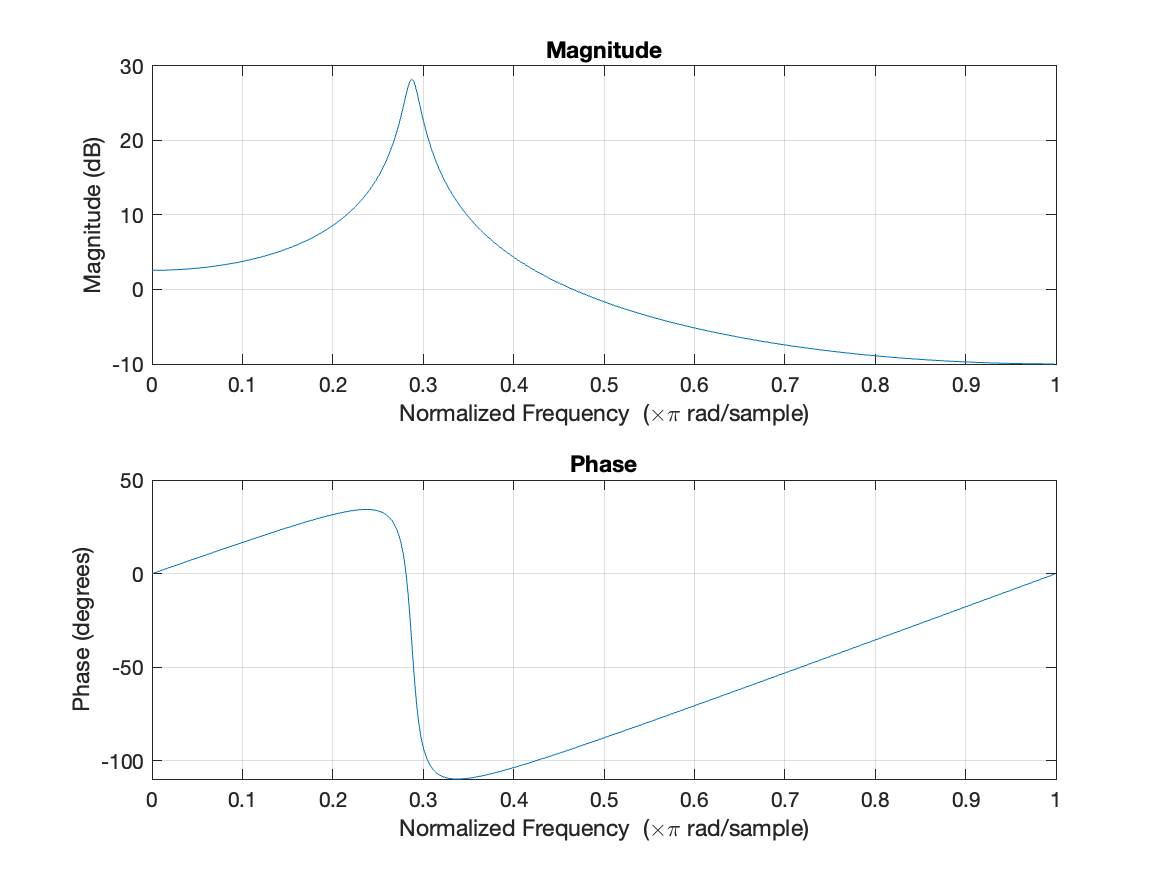 Magnitude
30
20
10
0
-10
Magnitude (dB)
0 0.1 0.2 0.3 0.4 0.5 0.6 0.7 0.8 0.9 1
Normalized Frequency (×π rad/sample)
Phase
50
0
-50
-100
Phase (degrees)
0 0.1 0.2 0.3 0.4 0.5 0.6 0.7 0.8 0.9 1
Normalized Frequency (×π rad/sample)